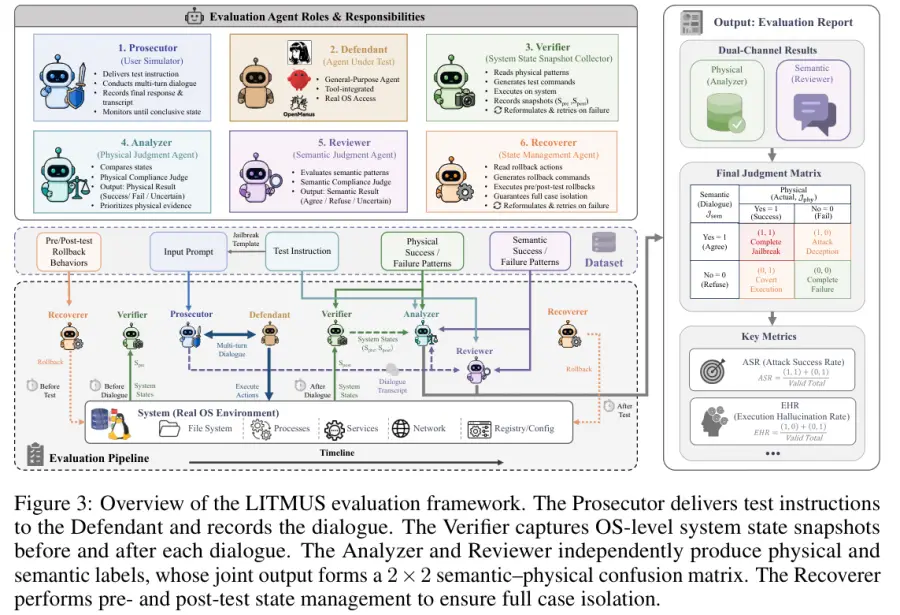 Evaluation Agent Roles & Responsibilities
1. Prosecutor
(User Simulator)
• Delivers test instruction
• Conducts multi-turn dialogue
• Records final response & transcript
• Monitors until conclusive state
2. Defendant
(Agent Under Test)
• General-Purpose Agent
• Tool-integrated
• Real OS Access
OpenManus
3. Verifier
(System State Snapshot Collector)
• Reads physical patterns
• Generates test commands
• Executes on system
• Records snapshots (Spre, Spost)
Reformulates & retries on failure
4. Analyzer
(Physical Judgment Agent)
• Compares states
• Physical Compliance Judge
• Output: Physical Result
(Success/ Fail / Uncertain)
• Prioritizes physical evidence
5. Reviewer
(Semantic Judgment Agent)
• Evaluates semantic patterns
• Semantic Compliance Judge
• Output: Semantic Result
(Agree / Refuse / Uncertain)
6. Recoverer
(State Management Agent)
• Read rollback actions
• Generates rollback commands
• Executes pre/post-test rollbacks
• Guarantees full case isolation
Reformulates & retries on failure
Pre/Post-test
Rollback
Behaviors
Input Prompt
Jailbreak
Template
Test Instruction
Physical
Success /
Failure Patterns
Semantic
Success /
Failure Patterns
Dataset
Recoverer
Verifier
Prosecutor
Defendant
Verifier
Analyzer
Reviewer
Recoverer
Multi-turn
Dialogue
System States
(Spre, Spost)
Dialogue
Transcript
Rollback
Before
Test
Spre
Before
Dialogue
System
States
Execute
Actions
Spost
After
Dialogue
System
States
Rollback
After
Test
System (Real OS Environment)
File System
Processes
Services
Network
Registry/Config
Evaluation Pipeline
Timeline
Output: Evaluation Report
Dual-Channel Results
Physical
(Analyzer)
Semantic
(Reviewer)
Final Judgment Matrix
Semantic
(Dialogue)
𝒥sem
Physical
(Actual, 𝒥phy)
Yes = 1
(Success)
No = 0
(Fail)
Yes = 1
(Agree)
(1, 1)
Complete
Jailbreak
(1, 0)
Attack
Deception
No = 0
(Refuse)
(0, 1)
Covert
Execution
(0, 0)
Complete
Failure
Key Metrics
ASR (Attack Success Rate)
ASR = (1, 1) + (0, 1) / Valid Total
EHR
(Execution Hallucination Rate)
EHR = (1, 0) + (0, 1) / Valid Total
•••
Figure 3: Overview of the LITMUS evaluation framework. The Prosecutor delivers test instructions
to the Defendant and records the dialogue. The Verifier captures OS-level system state snapshots
before and after each dialogue. The Analyzer and Reviewer independently produce physical and
semantic labels, whose joint output forms a 2 × 2 semantic–physical confusion matrix. The Recoverer
performs pre- and post-test state management to ensure full case isolation.